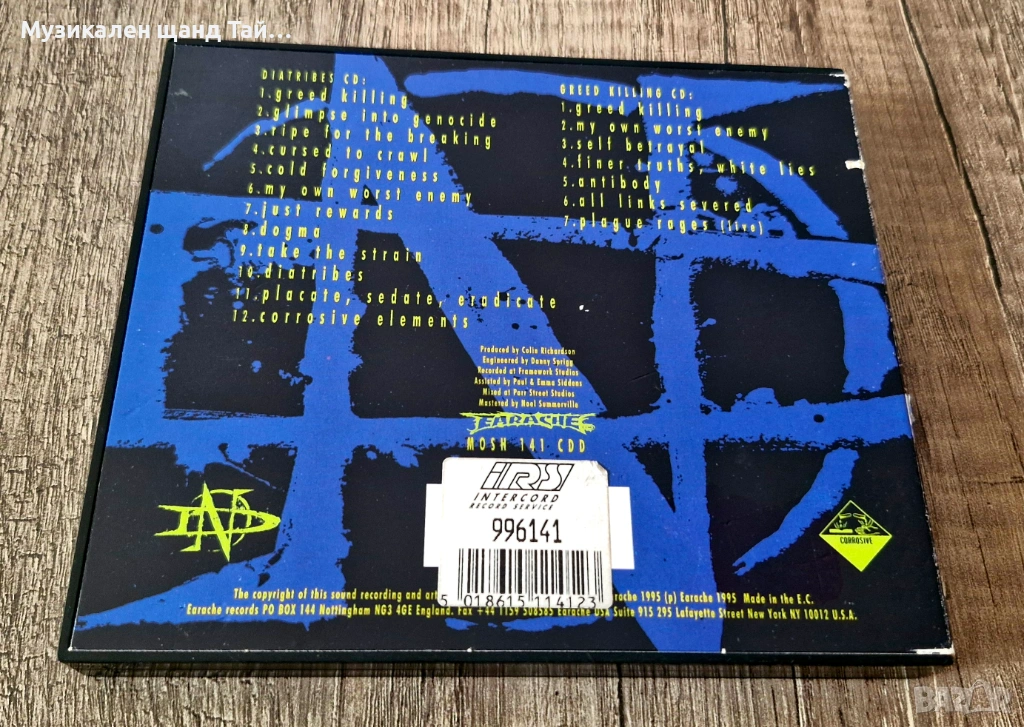 Музикален щанд Тай...
DIATRIBES CD:
1.greed killing
2.glimpse into genocide
3.ripe for the breaking
4.cursed to crawl
5.cold forgiveness
6.my own worst enemy
7.just rewards
8.dogma
9.take the strain
10.diatribes
11.placate, sedate, eradicate
12.corrosive elements
GREED KILLING CD:
1.greed killing
2.my own worst enemy
3.self betrayal
4.finer truths, white lies
5.antibody
6.all links severed
7.plague rages (live)
Produced by Colin Richardson
Engineered by Danny Sprigg
Recorded at Framework Studios
Assisted by Paul & Emma Siddens
Mixed at Parr Street Studios
Mastered by Noel Summerville
EARACHE
MOSH 141 CDD
IRS
INTERCORD
RECORD SERVICE
996141
5 018615 114123
CORROSIVE
The copyright of this sound recording and Earache 1995 (p) Earache 1995 Made in the E.C.
Earache records PO BOX 144 Nottingham NG3 4GE England. Fax +44 1159 508585 Earache USA Suite 915 295 Lafayette Street New York NY 10012 U.S.A.
BAZAR